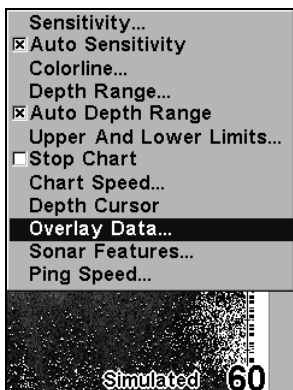 Sensitivity...
Auto Sensitivity
Colorline...
Depth Range...
Auto Depth Range
Upper And Lower Limits...
Stop Chart
Chart Speed...
Depth Cursor
Overlay Data...
Sonar Features...
Ping Speed...
Simulated 60